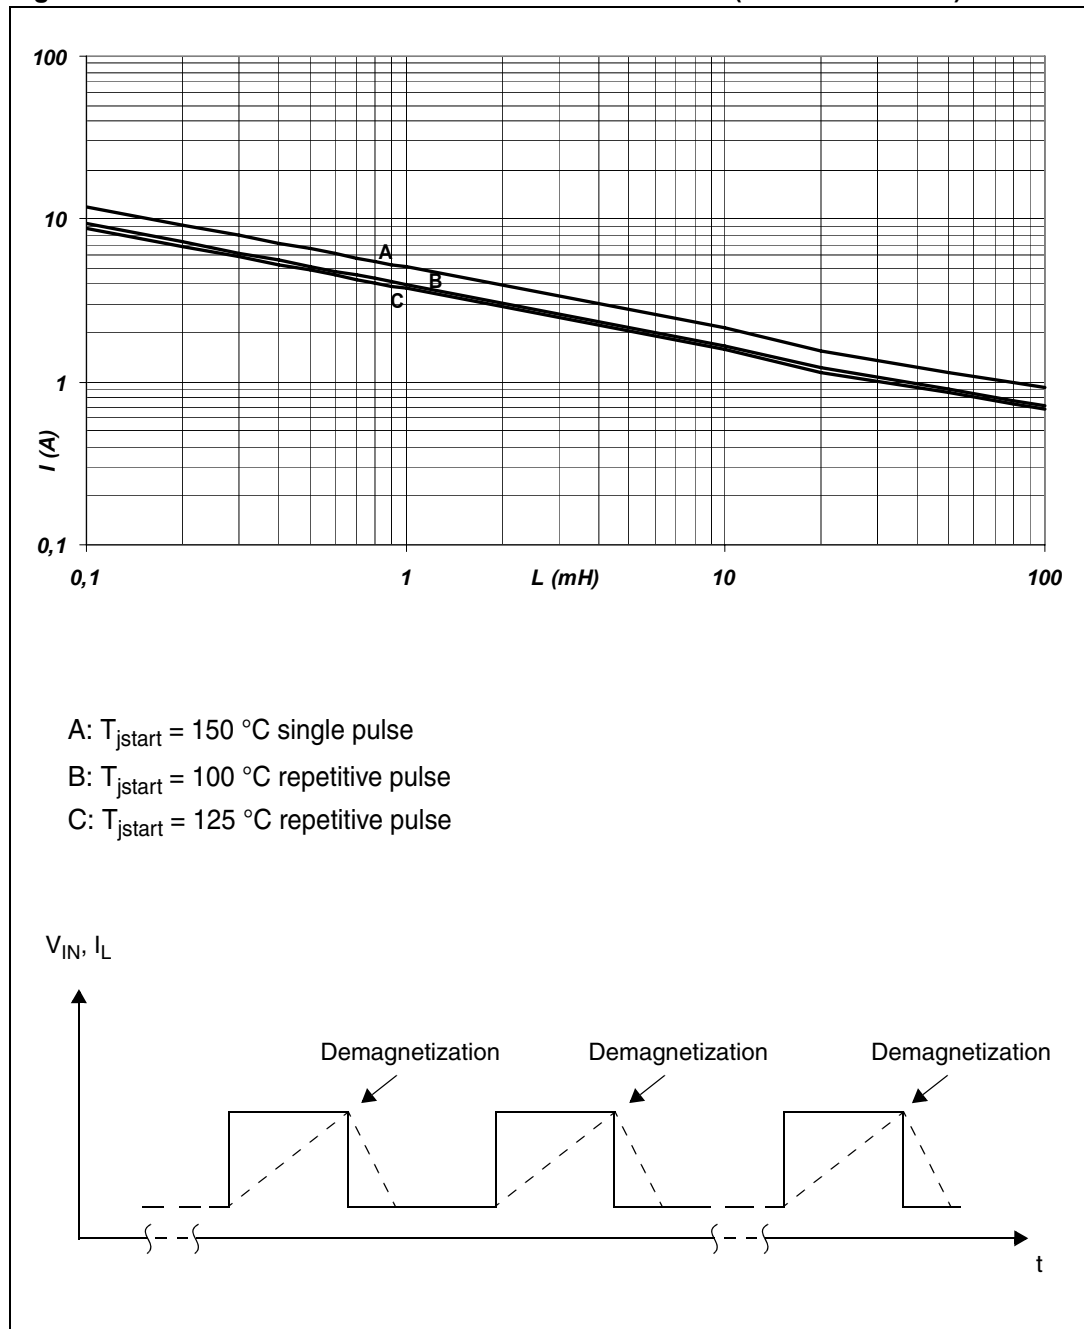 100
10
1
0,1
I (A)
A
B
C
0,1 1 L (mH) 10 100
A: Tjstart = 150 °C single pulse
B: Tjstart = 100 °C repetitive pulse
C: Tjstart = 125 °C repetitive pulse
VIN, IL
Demagnetization Demagnetization Demagnetization
t